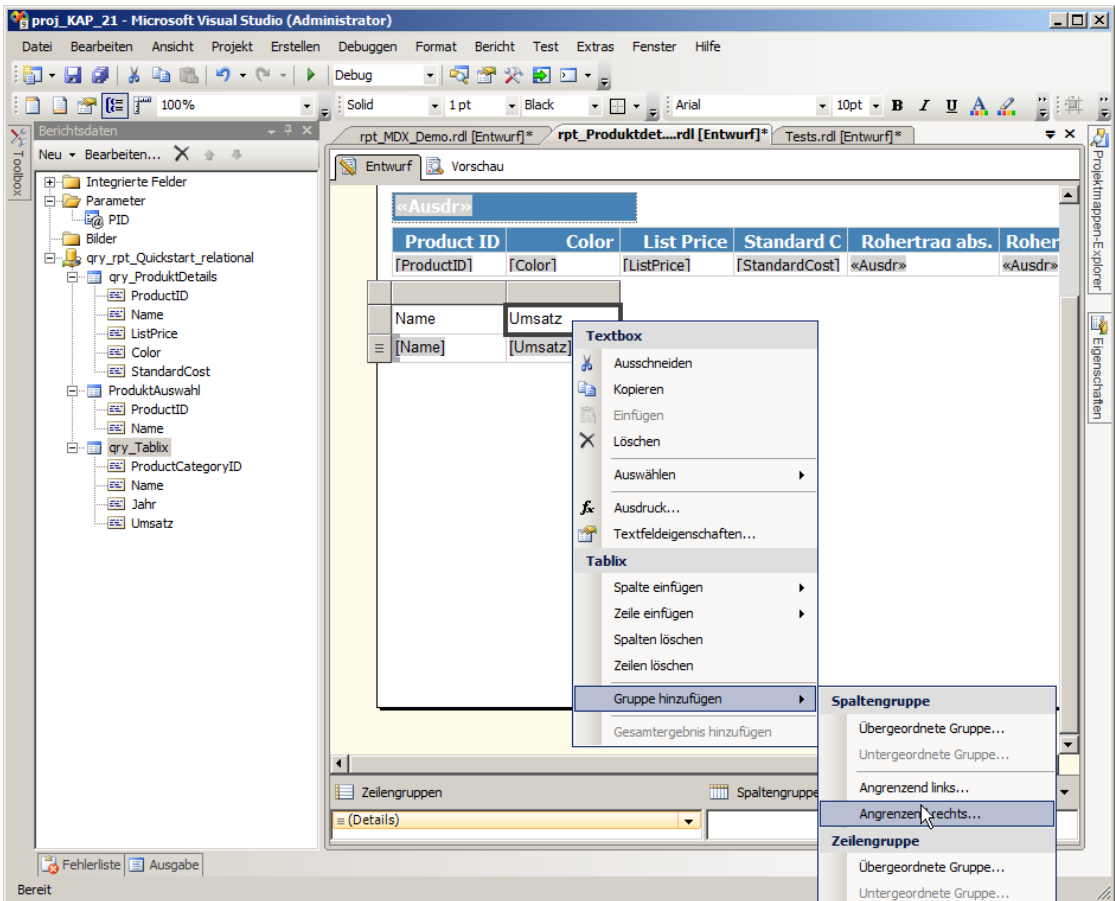 proj_KAP_21 - Microsoft Visual Studio (Administrator)
Datei Bearbeiten Ansicht Projekt Erstellen Debuggen Format Bericht Test Extras Fenster Hilfe
Debug
100% Solid 1 pt Black Arial 10pt B I U A
Toolbox
Berichtsdaten
Neu Bearbeiten...
Integrierte Felder
Parameter
PID
Bilder
qry_rpt_Quickstart_relational
qry_ProduktDetails
ProductID
Name
ListPrice
Color
StandardCost
ProduktAuswahl
ProductID
Name
qry_Tablix
ProductCategoryID
Name
Jahr
Umsatz
rpt_MDX_Demo.rdl [Entwurf]* rpt_Produktdet....rdl [Entwurf]* Tests.rdl [Entwurf]*
Entwurf Vorschau
«Ausdr»
Product ID Color List Price Standard C Rohertrag abs. Roher
[ProductID] [Color] [ListPrice] [StandardCost] «Ausdr» «Ausdr»
Name Umsatz
[Name] [Umsatz]
Textbox
Ausschneiden
Kopieren
Einfügen
Löschen
Auswählen
fx Ausdruck...
Textfeldeigenschaften...
Tablix
Spalte einfügen
Zeile einfügen
Spalten löschen
Zeilen löschen
Gruppe hinzufügen
Gesamtergebnis hinzufügen
Spaltengruppe
Übergeordnete Gruppe...
Untergeordnete Gruppe...
Angrenzend links...
Angrenzend rechts...
Zeilengruppe
Übergeordnete Gruppe...
Untergeordnete Gruppe...
Zeilengruppen Spaltengruppe
(Details)
Projektmappen-Explorer
Eigenschaften
Fehlerliste Ausgabe
Bereit